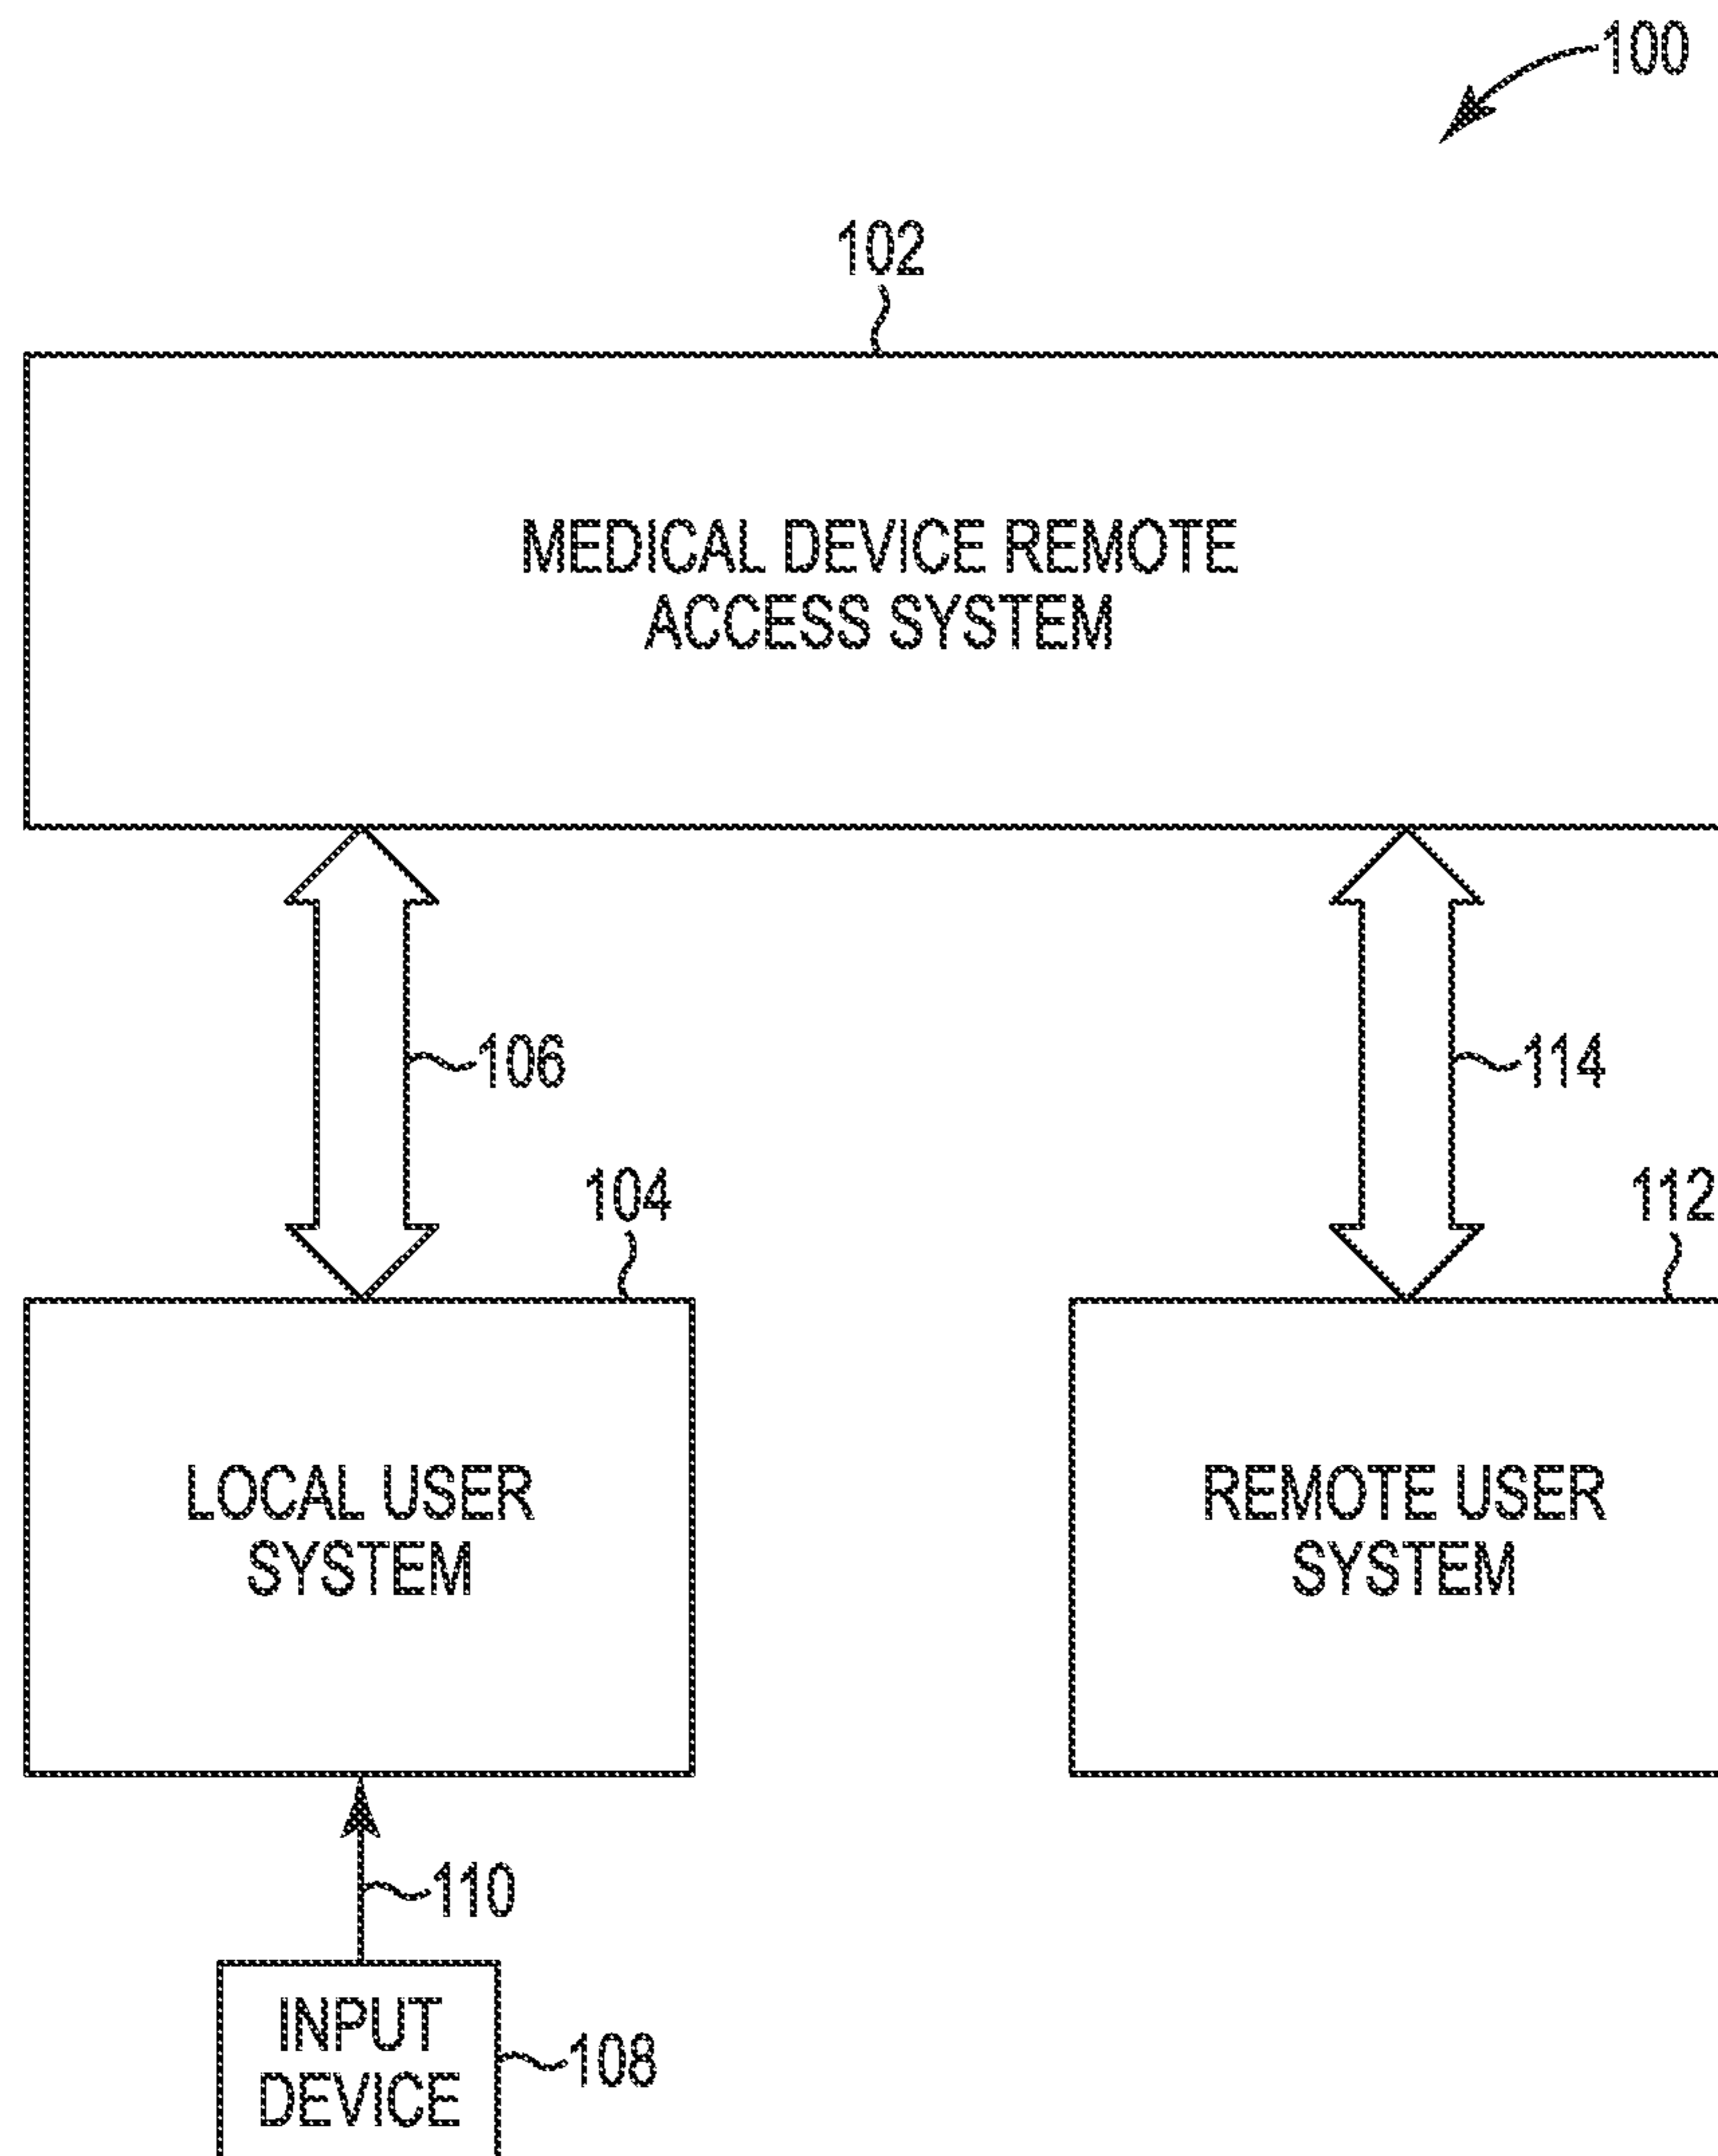 100
102
MEDICAL DEVICE REMOTE
ACCESS SYSTEM
106
114
104
112
LOCAL USER
SYSTEM
REMOTE USER
SYSTEM
110
INPUT
DEVICE
108